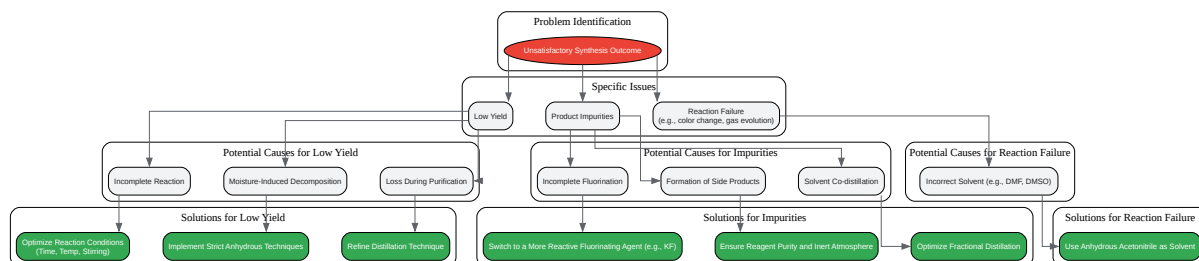 Problem Identification
Unsatisfactory Synthesis Outcome
Specific Issues
Low Yield
Product Impurities
Reaction Failure
(e.g., color change, gas evolution)
Potential Causes for Low Yield
Potential Causes for Impurities
Potential Causes for Reaction Failure
Incomplete Reaction
Moisture-Induced Decomposition
Loss During Purification
Incomplete Fluorination
Formation of Side Products
Solvent Co-distillation
Incorrect Solvent (e.g., DMF, DMSO)
Solutions for Low Yield
Solutions for Impurities
Solutions for Reaction Failure
Optimize Reaction Conditions
(Time, Temp, Stirring)
Implement Strict Anhydrous Techniques
Refine Distillation Technique
Switch to a More Reactive Fluorinating Agent (e.g., KF)
Ensure Reagent Purity and Inert Atmosphere
Optimize Fractional Distillation
Use Anhydrous Acetonitrile as Solvent